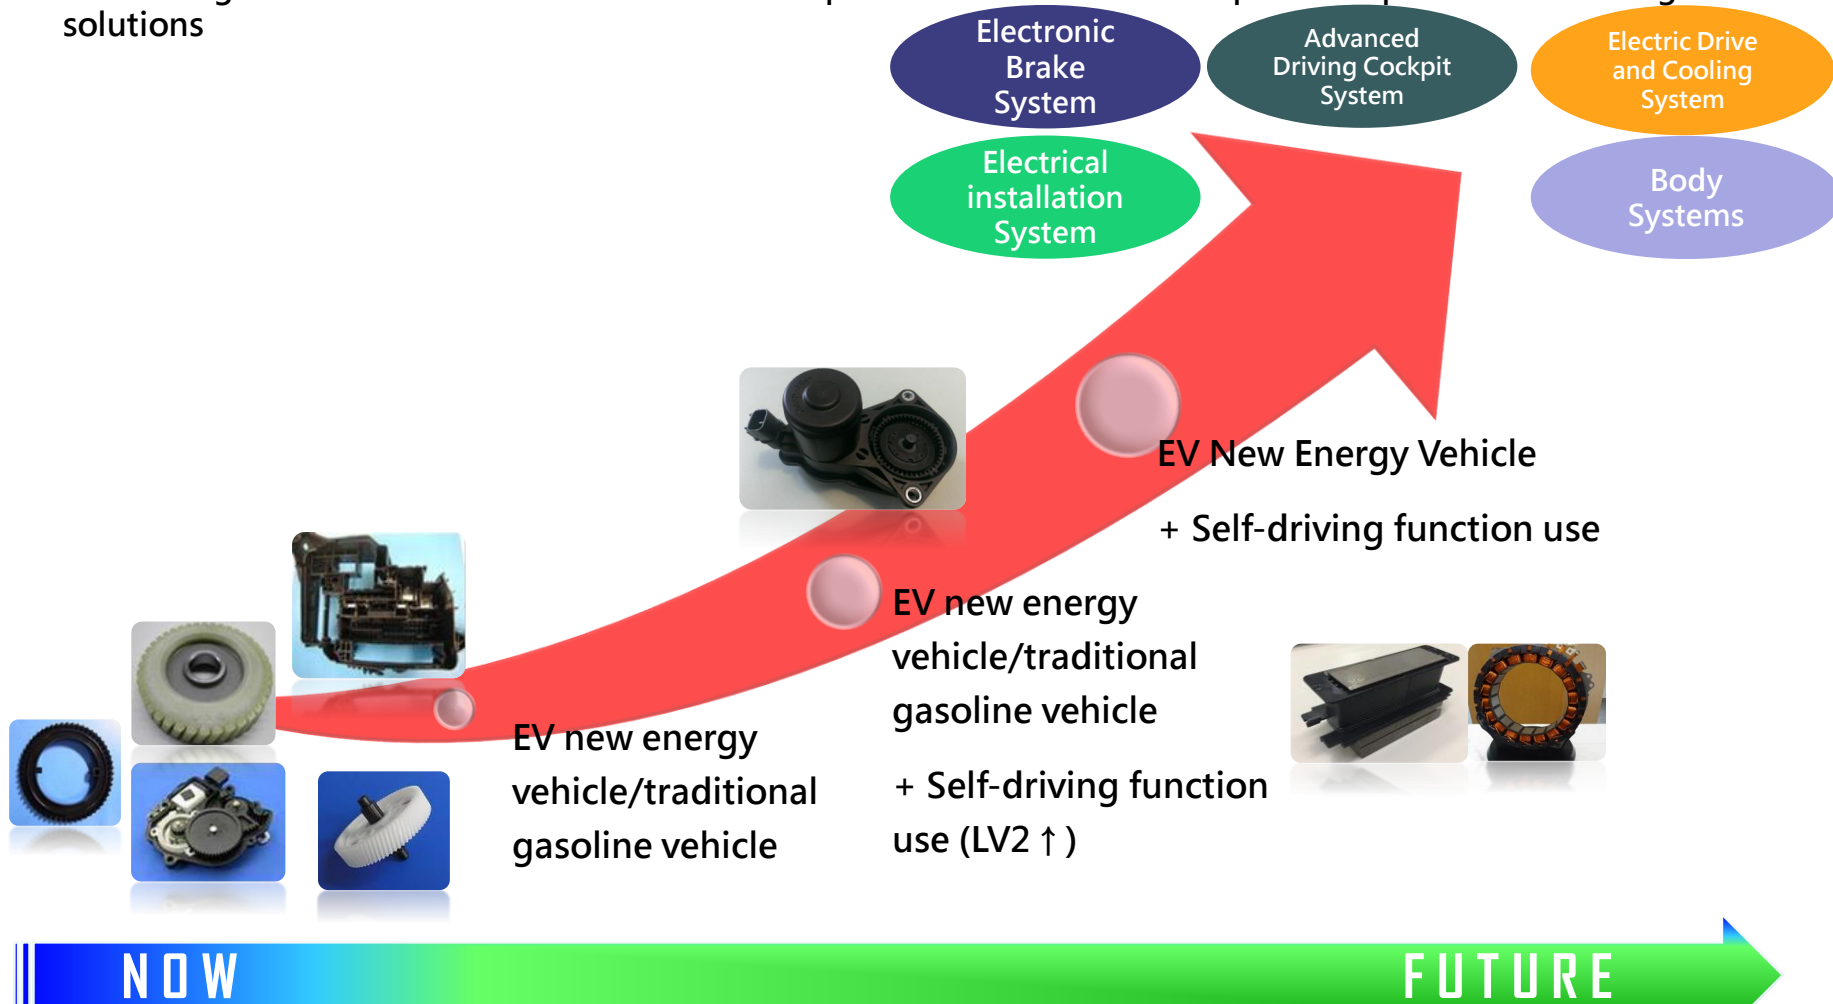 solutions
Electronic
Brake
System
Advanced
Driving Cockpit
System
Electric Drive
and Cooling
System
Electrical
installation
System
Body
Systems
EV New Energy Vehicle
+ Self-driving function use
EV new energy
vehicle/traditional
gasoline vehicle
+ Self-driving function
use (LV2 ↑ )
EV new energy
vehicle/traditional
gasoline vehicle
NOW
FUTURE